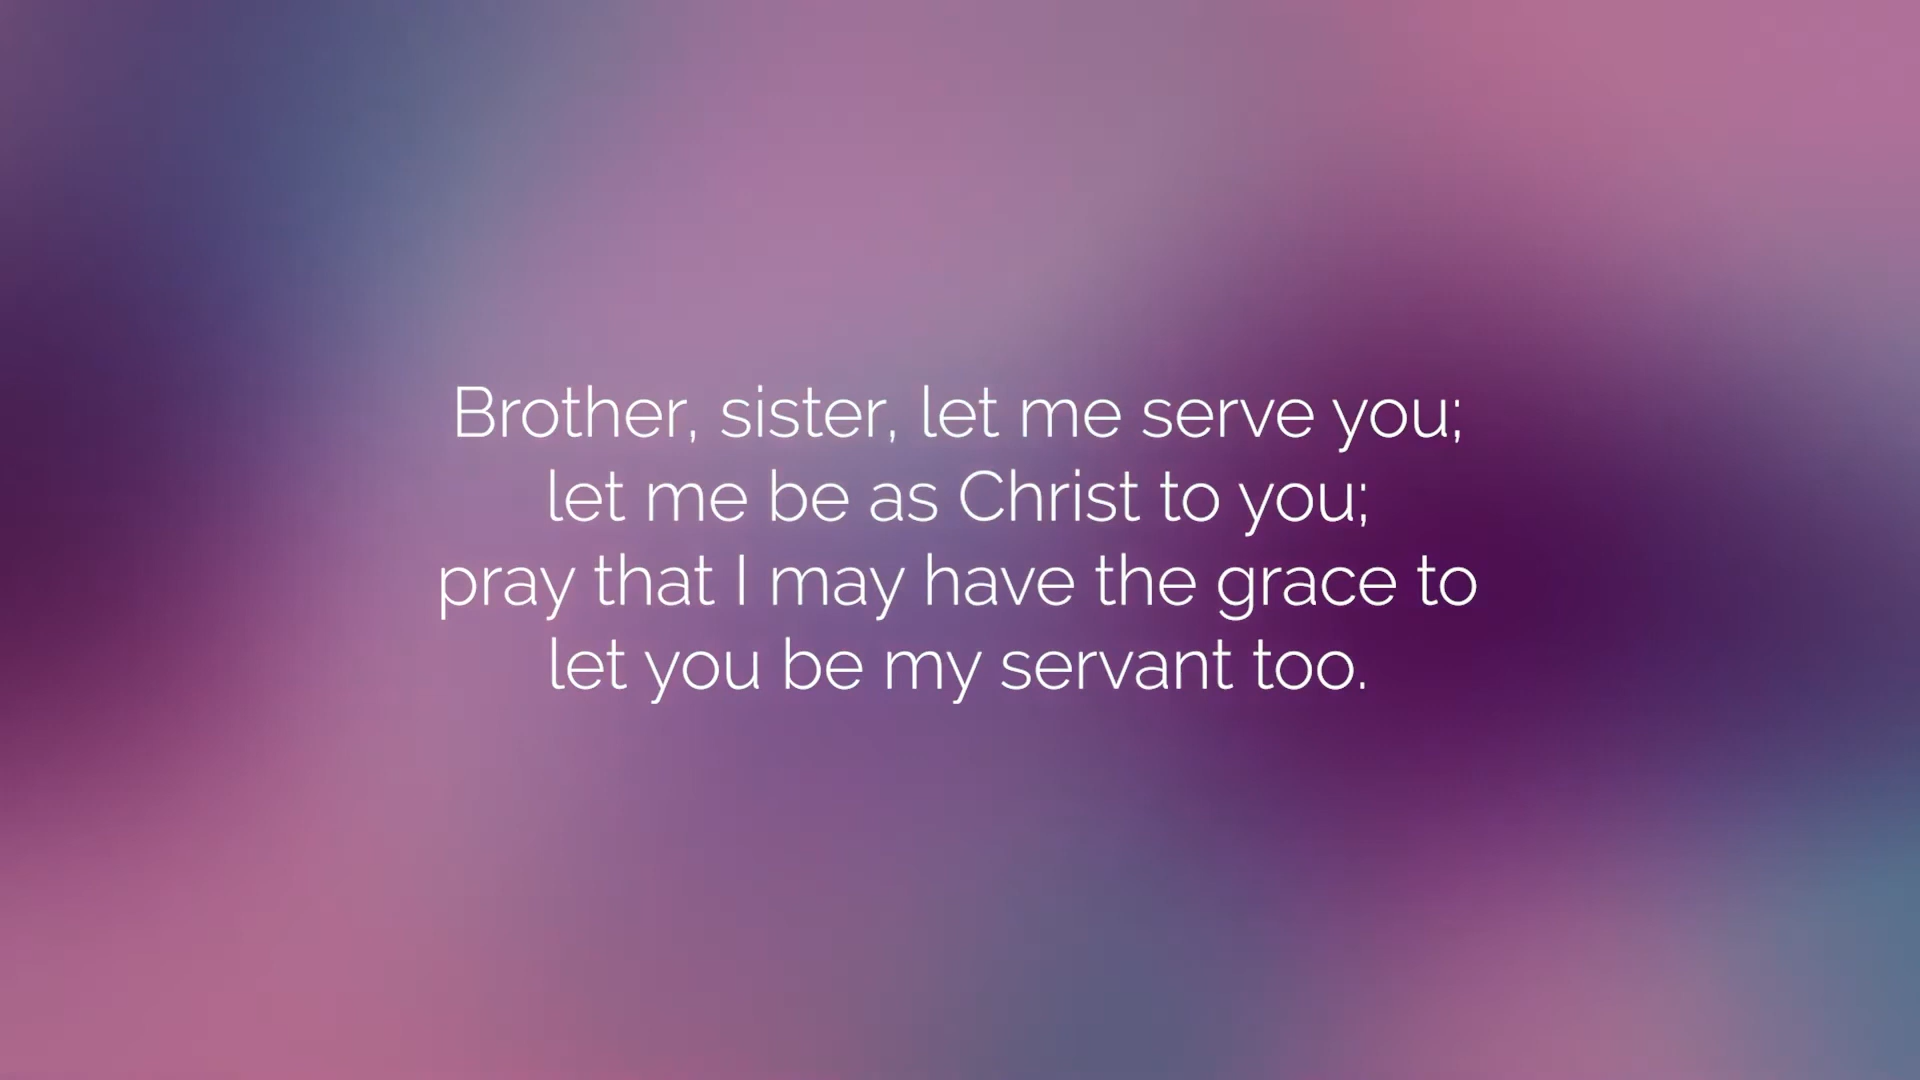 Brother, sister, let me serve you;
let me be as Christ to you;
pray that I may have the grace to
let you be my servant too.